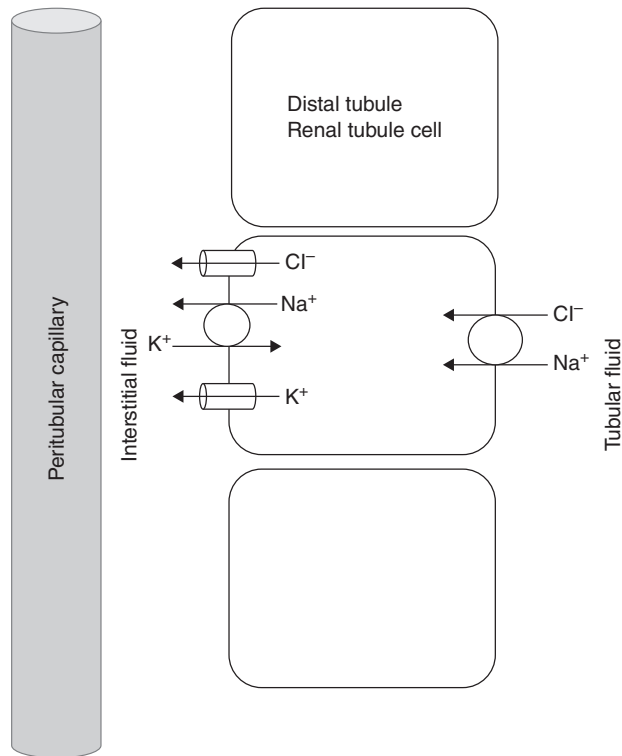 Distal tubule
Renal tubule cell
Cl⁻
Na⁺
K⁺
K⁺
Cl⁻
Na⁺
Peritubular capillary
Interstitial fluid
Tubular fluid